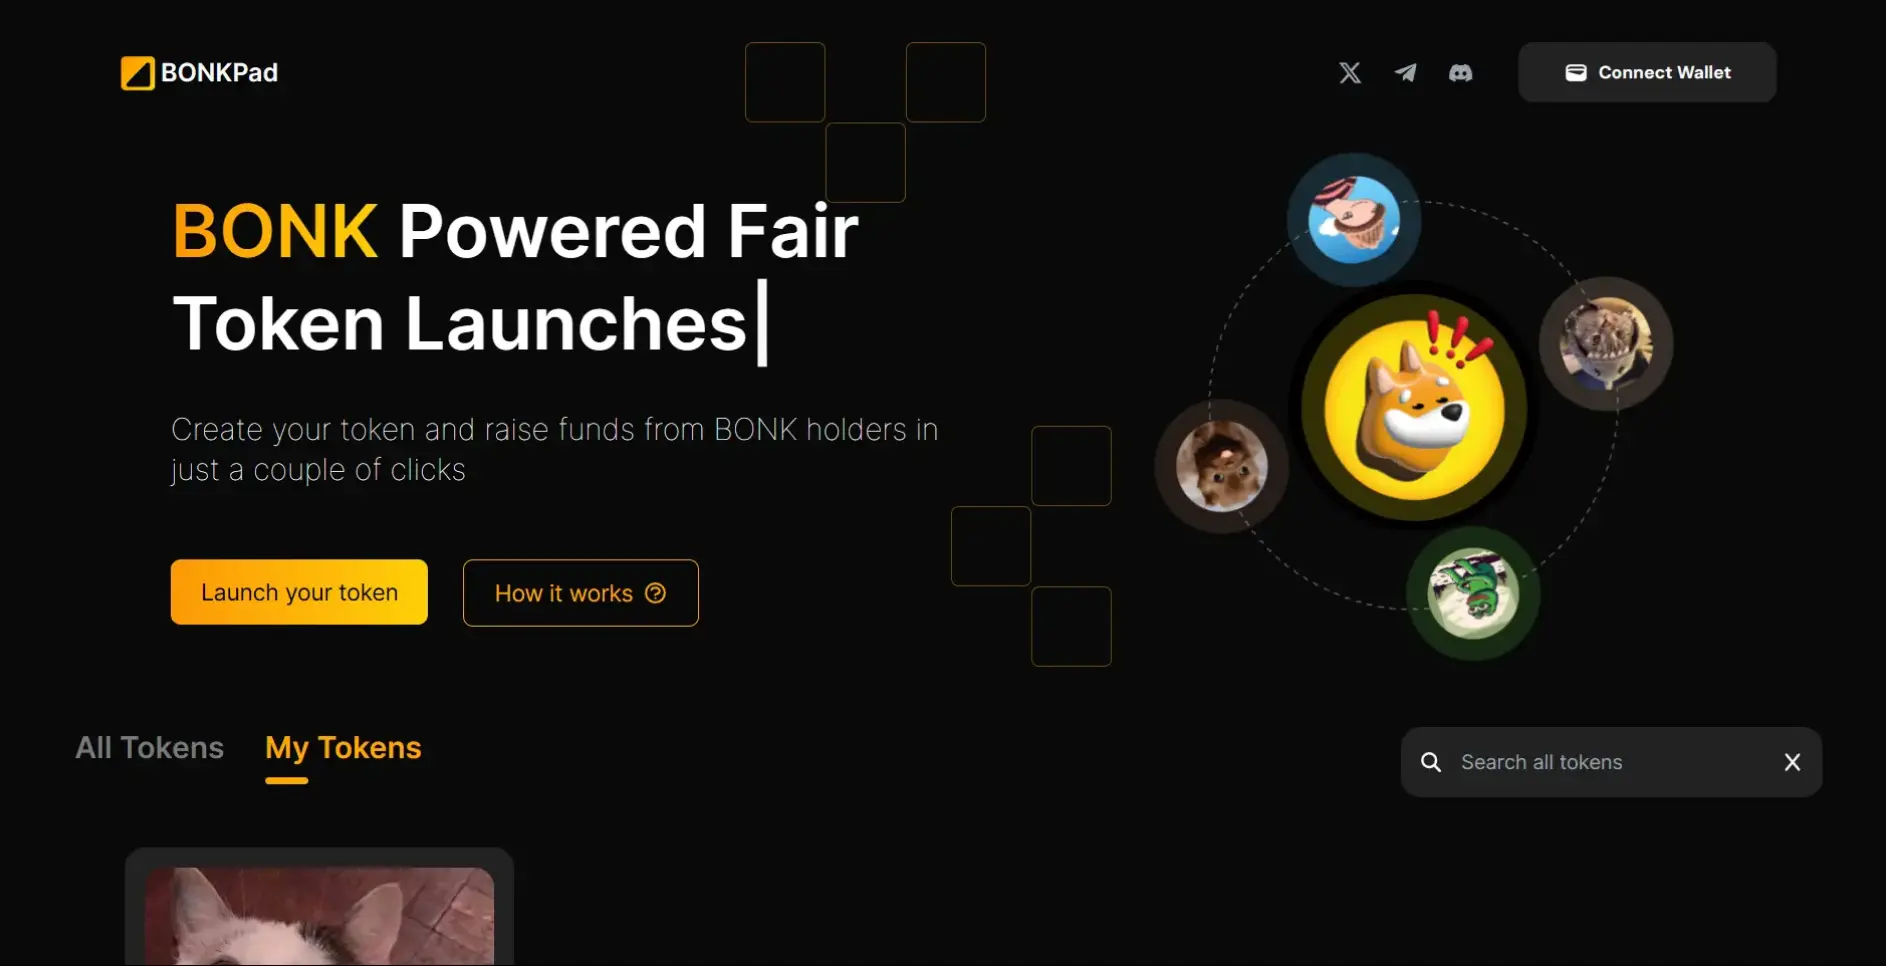 BONKPad
Connect Wallet
BONK Powered Fair
Token Launches
Create your token and raise funds from BONK holders in
just a couple of clicks
Launch your token
How it works
All Tokens
My Tokens
Search all tokens